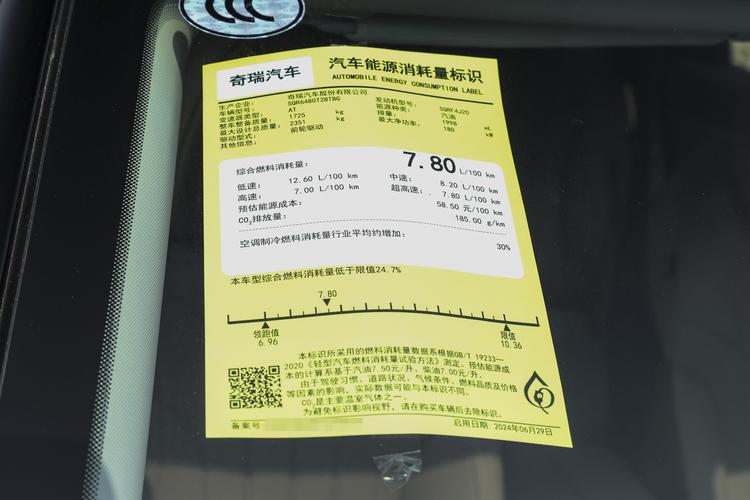 CCC
奇瑞汽车
汽车能源消耗量标识
AUTOMOBILE ENERGY CONSUMPTION LABEL
生产企业: 奇瑞汽车股份有限公司
车辆型号: SQR6480T28TBG 发动机型号: SQRF4J20
变速器类型: AT 能源种类: 汽油
整车整备质量: 1725 kg 排量: 1998 mL
最大设计总质量: 2351 kg 最大净功率: 180 kW
驱动型式: 前轮驱动
其他信息:
综合燃料消耗量: 7.80 L/100 km
低速: 12.60 L/100 km 中速: 8.20 L/100 km
高速: 7.00 L/100 km 超高速: 7.80 L/100 km
预估能源成本: 58.50 元/100 km
CO₂排放量: 185.00 g/km
空调制冷燃料消耗量行业平均约增加: 30%
本车型综合燃料消耗量低于限值24.7%
7.80
领跑值 限值
6.96 10.36
本标识所采用的燃料消耗量数据系根据GB/T 19233—
2020《轻型汽车燃料消耗量试验方法》测定。预估能源成
本的计算系基于汽油7.50元/升、柴油7.00元/升。
由于驾驶习惯、道路状况、气候条件、燃料品质及价格
等因素的影响，实际数据可能与本标识不同。
CO₂是主要温室气体之一。
为避免标识影响视野，请在购买车辆后去除标识。
备案号 启用日期: 2024年06月29日